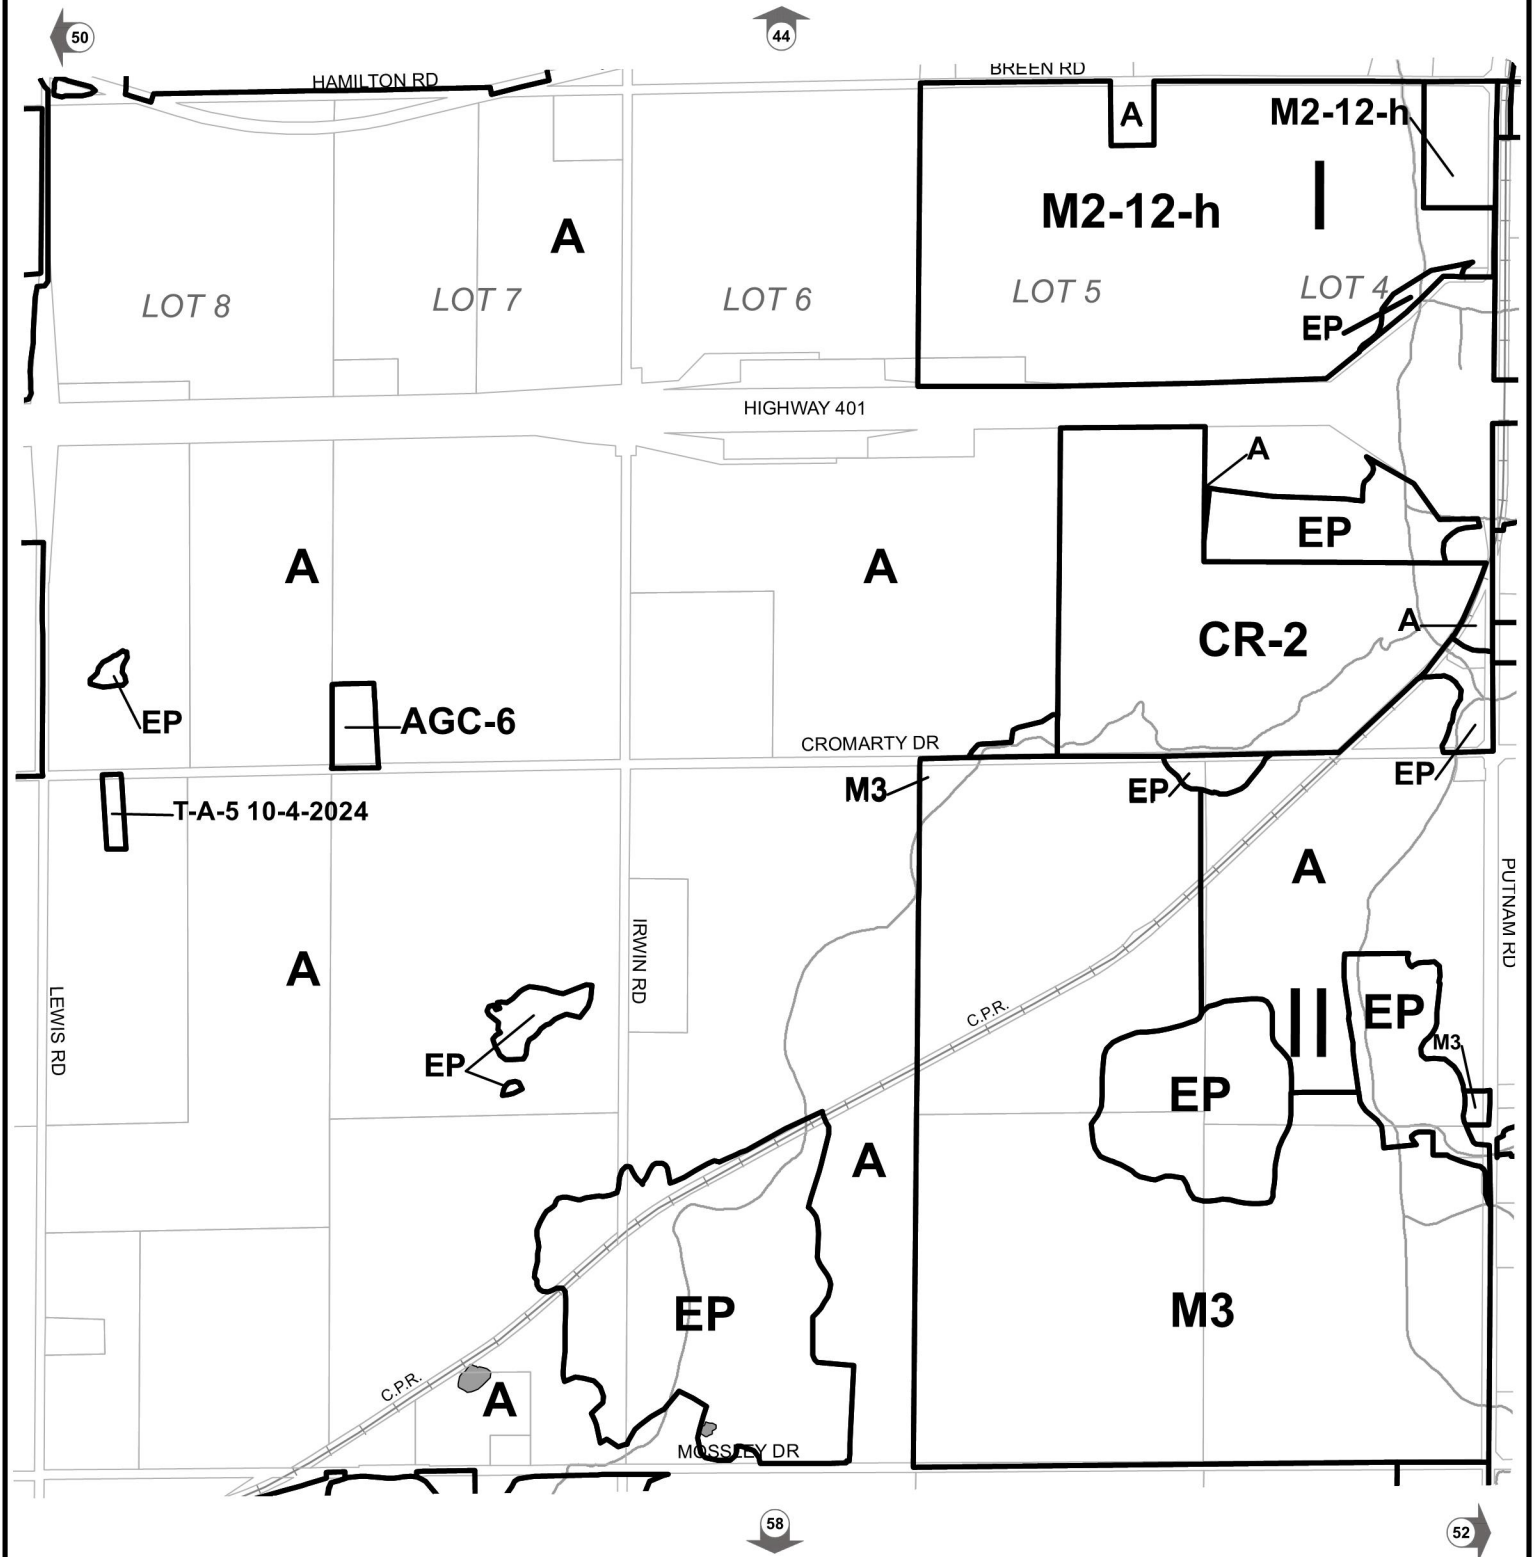 50
44
HAMILTON RD
BREEN RD
A
M2-12-h
M2-12-h
I
A
LOT 8
LOT 7
LOT 6
LOT 5
LOT 4
EP
HIGHWAY 401
A
EP
A
A
A
CR-2
EP
AGC-6
CROMARTY DR
EP
M3
EP
T-A-5 10-4-2024
A
PUTNAM RD
IRWIN RD
A
LEWIS RD
C.P.R.
II
EP
M3
EP
EP
A
EP
M3
C.P.R.
A
MOSSLEY DR
58
52